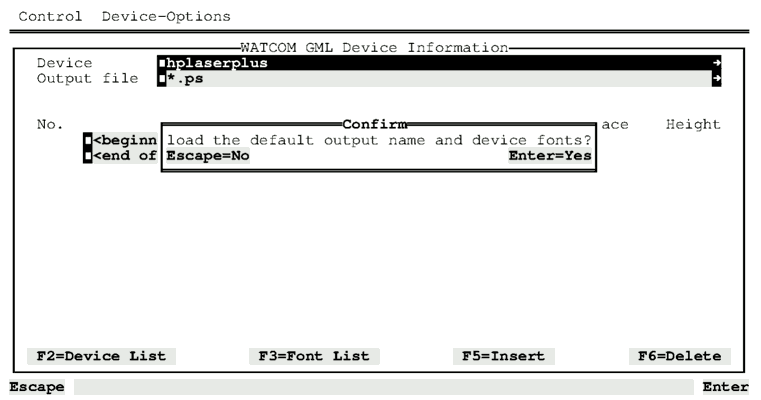 Control Device-Options
WATCOM GML Device Information
Device hplaserplus
Output file *.ps
No. Confirm ace Height
<beginn load the default output name and device fonts?
<end of Escape=No Enter=Yes
F2=Device List F3=Font List F5=Insert F6=Delete
Escape Enter